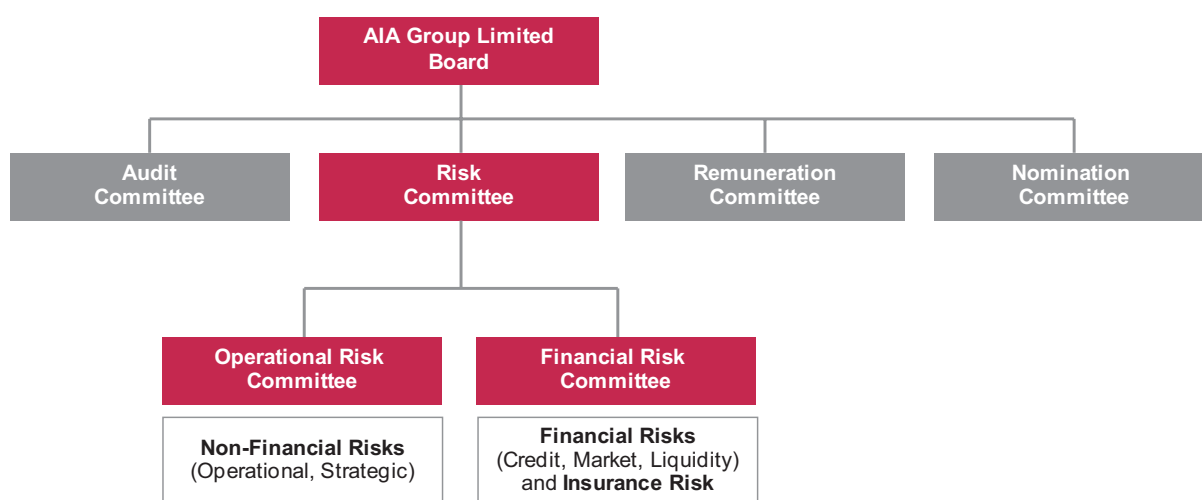 AIA Group Limited
Board
Audit
Committee
Risk
Committee
Remuneration
Committee
Nomination
Committee
Operational Risk
Committee
Financial Risk
Committee
Non-Financial Risks
(Operational, Strategic)
Financial Risks
(Credit, Market, Liquidity)
and Insurance Risk